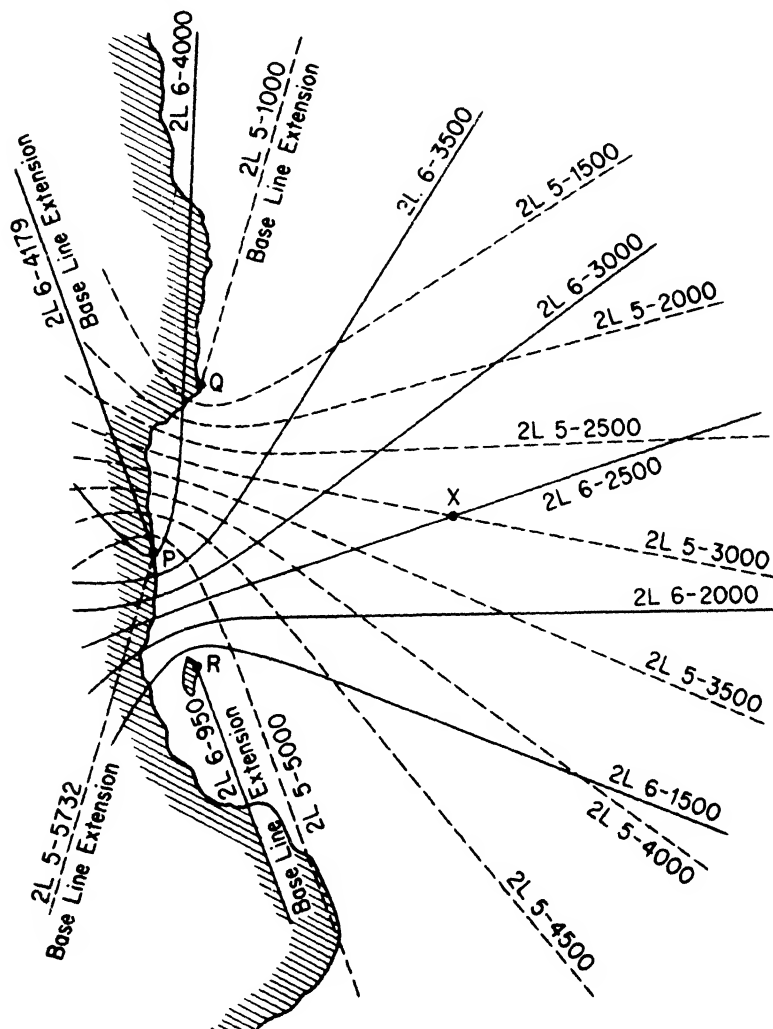 2L 6-4000
2L 5-1000
Base Line Extension
2L 6-3500
2L 5-1500
2L 6-4179
Base Line Extension
2L 6-3000
2L 5-2000
Q
2L 5-2500
2L 6-2500
X
P
2L 5-3000
2L 6-2000
R
2L 5-3500
2L 6-950
Base Line Extension
2L 5-5000
2L 6-1500
2L 5-4000
2L 5-5732
Base Line Extension
2L 5-4500